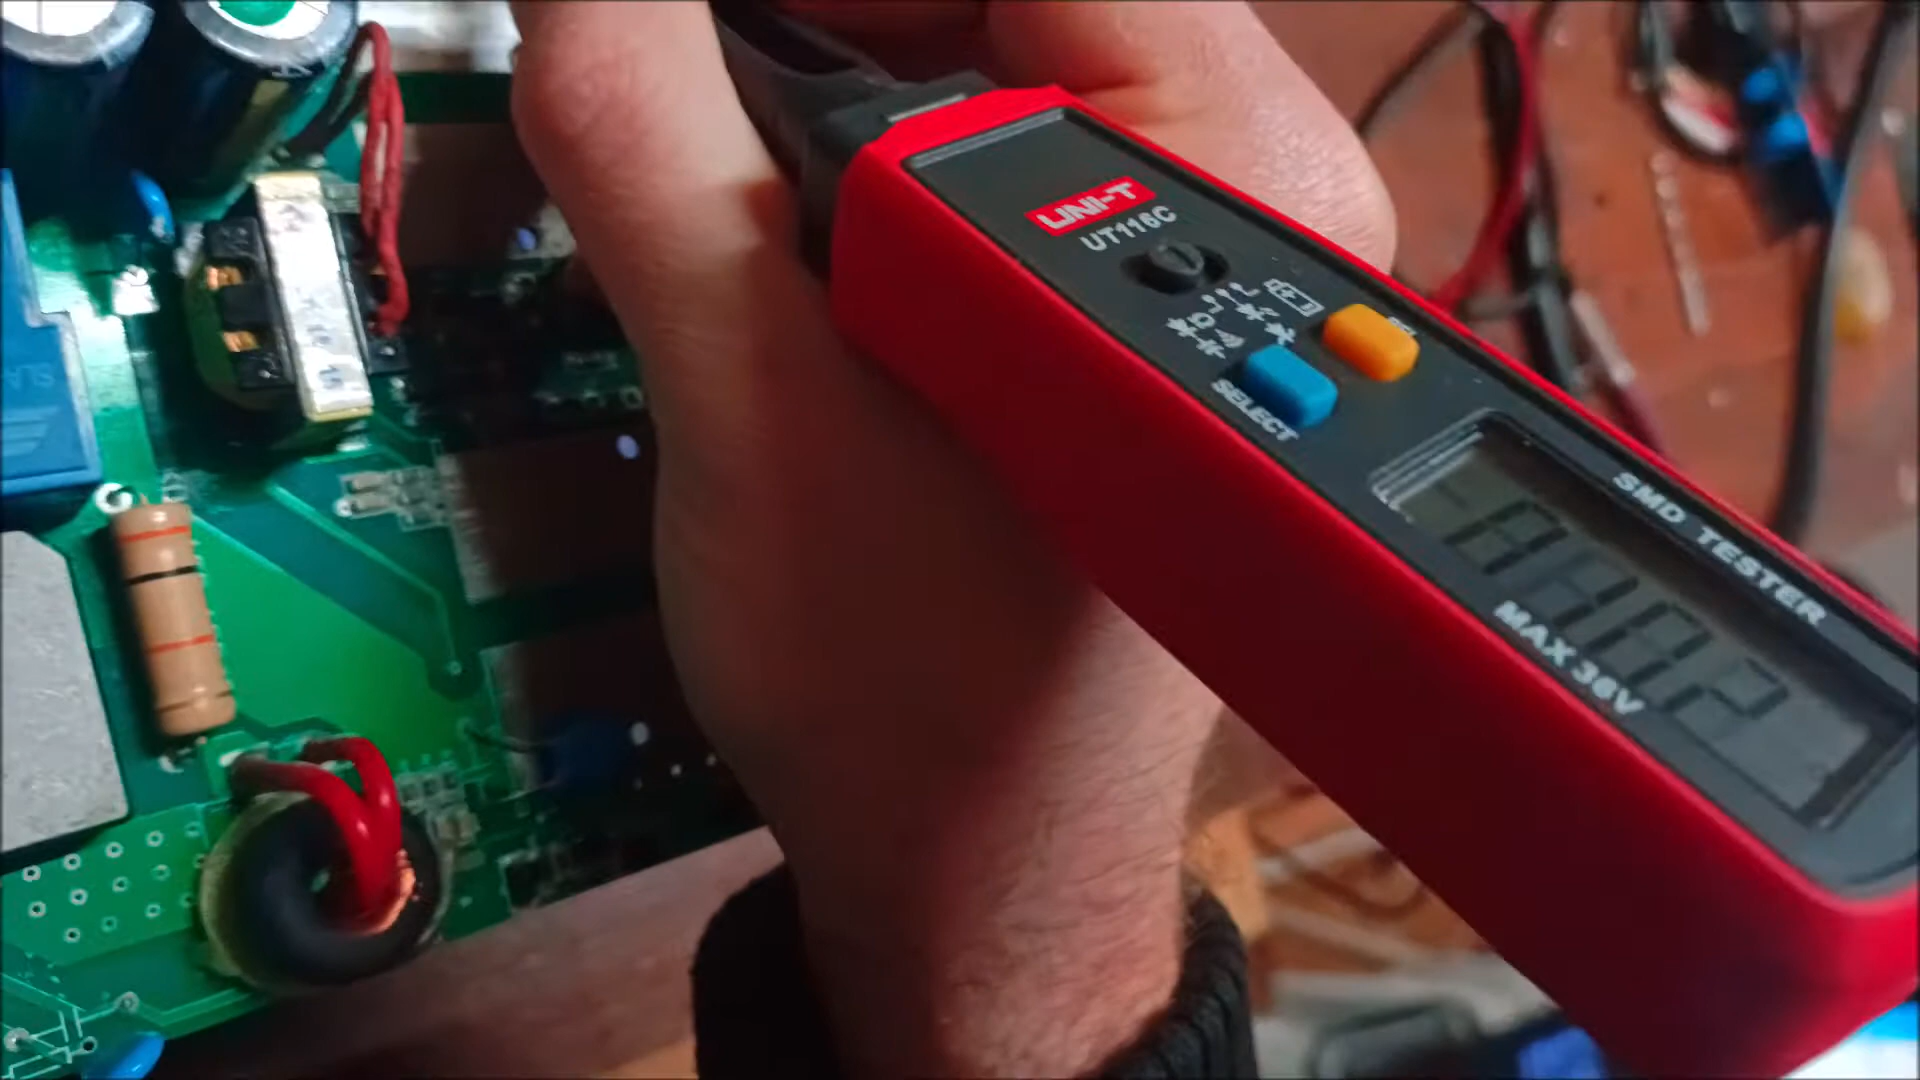 UNI-T
UT116C
SELECT
SMD TESTER
MAX 36V